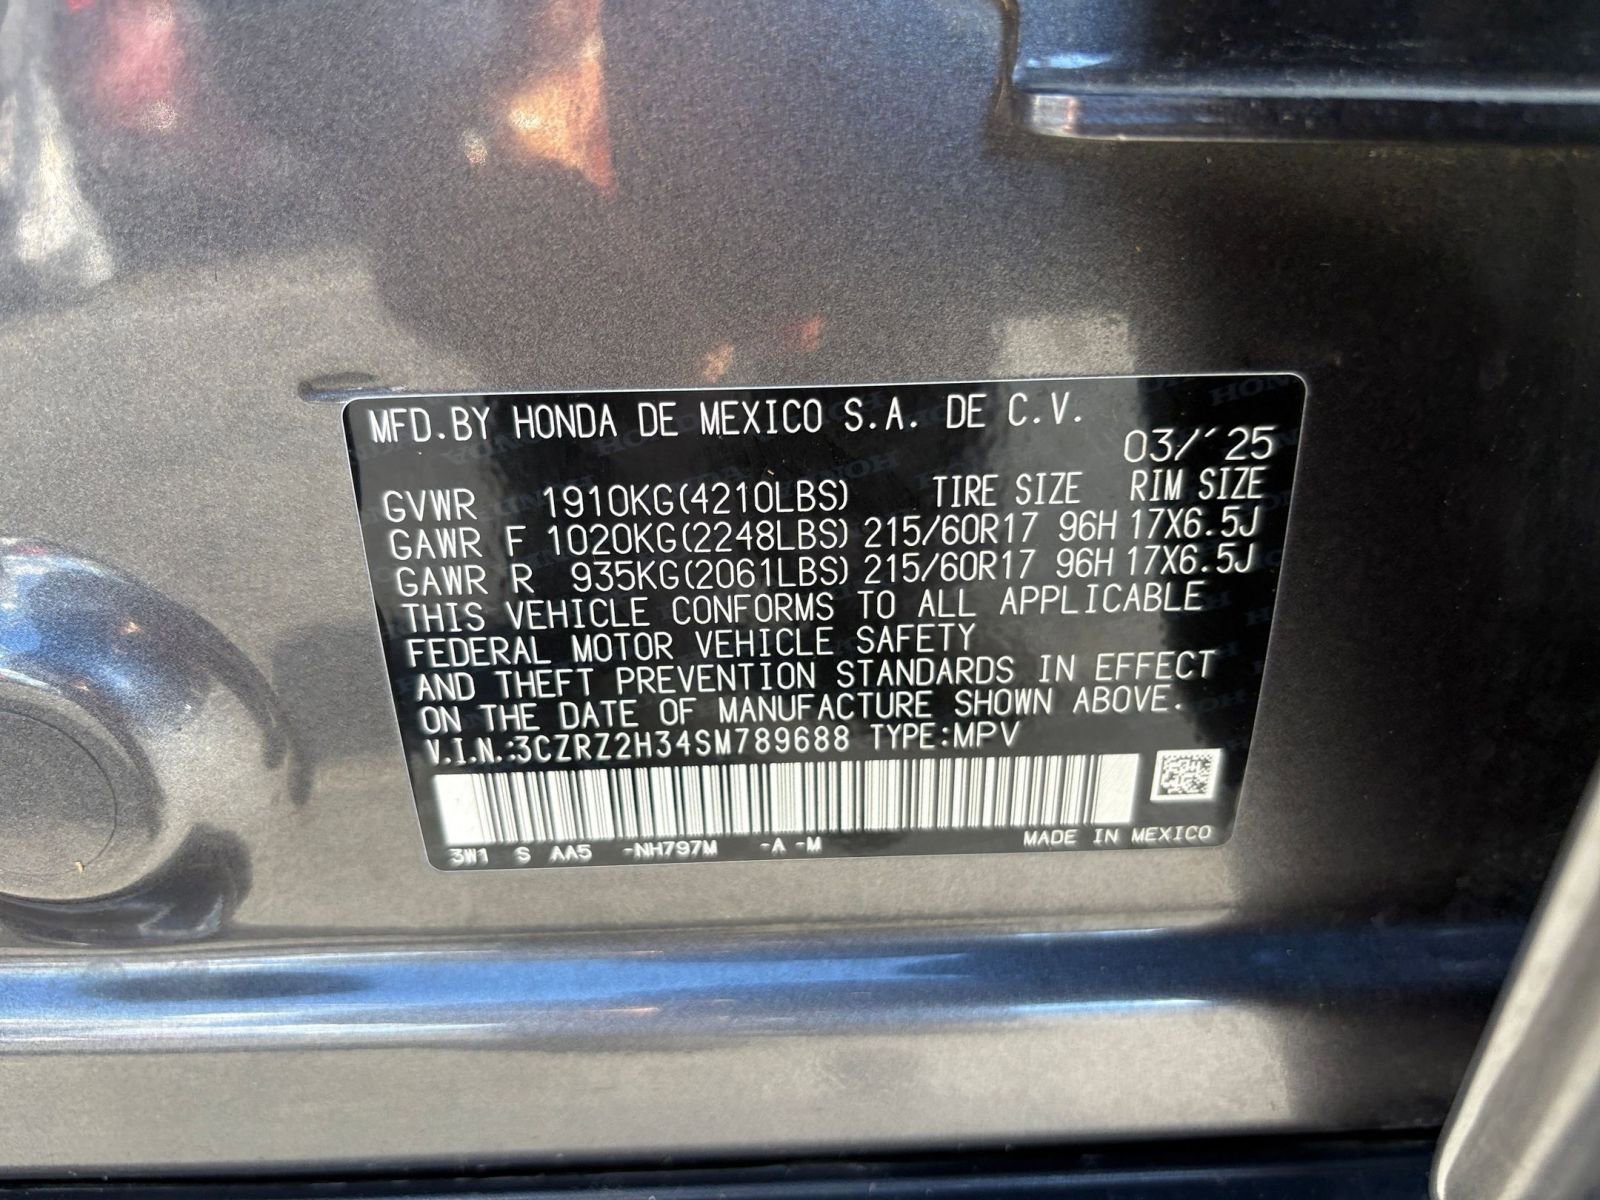 MFD.BY HONDA DE MEXICO S.A. DE C.V.
03/´25
GVWR 1910KG(4210LBS) TIRE SIZE RIM SIZE
GAWR F 1020KG(2248LBS) 215/60R17 96H 17X6.5J
GAWR R 935KG(2061LBS) 215/60R17 96H 17X6.5J
THIS VEHICLE CONFORMS TO ALL APPLICABLE
FEDERAL MOTOR VEHICLE SAFETY
AND THEFT PREVENTION STANDARDS IN EFFECT
ON THE DATE OF MANUFACTURE SHOWN ABOVE.
V.I.N.:3CZRZ2H34SM789688 TYPE:MPV
3W1 S AA5 -NH797M -A -M MADE IN MEXICO